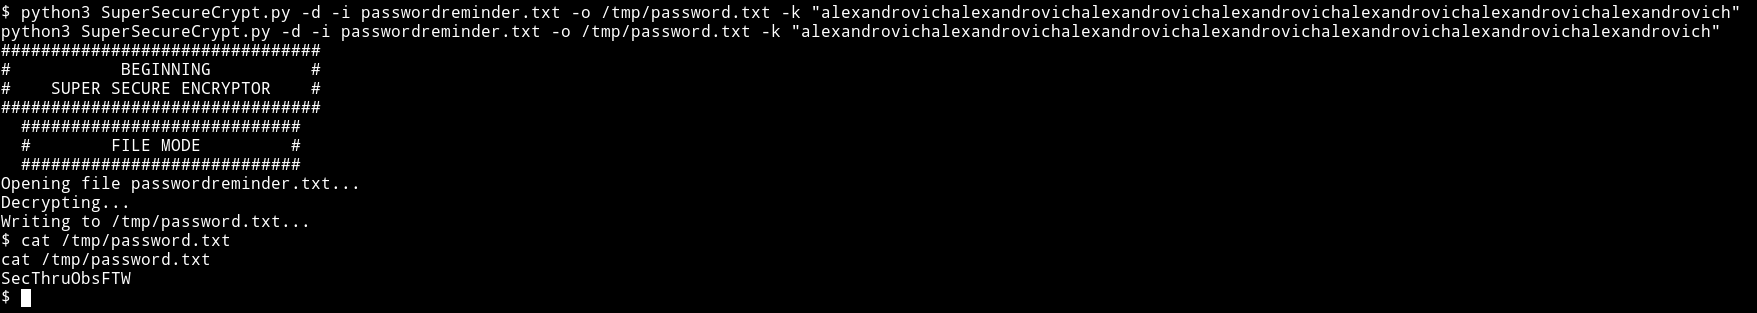 $ python3 SuperSecureCrypt.py -d -i passwordreminder.txt -o /tmp/password.txt -k "alexandrovichalexandrovichalexandrovichalexandrovichalexandrovichalexandrovichalexandrovich"
python3 SuperSecureCrypt.py -d -i passwordreminder.txt -o /tmp/password.txt -k "alexandrovichalexandrovichalexandrovichalexandrovichalexandrovichalexandrovichalexandrovich"
################################
#           BEGINNING          #
#    SUPER SECURE ENCRYPTOR    #
################################
  ############################
  #        FILE MODE         #
  ############################
Opening file passwordreminder.txt...
Decrypting...
Writing to /tmp/password.txt...
$ cat /tmp/password.txt
cat /tmp/password.txt
SecThruObsFTW
$